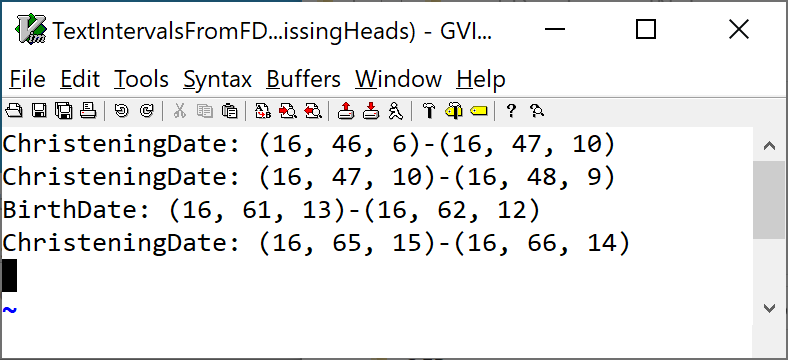 TextIntervalsFromFD...issingHeads) - GVI...
File Edit Tools Syntax Buffers Window Help
ChristeningDate: (16, 46, 6)-(16, 47, 10)
ChristeningDate: (16, 47, 10)-(16, 48, 9)
BirthDate: (16, 61, 13)-(16, 62, 12)
ChristeningDate: (16, 65, 15)-(16, 66, 14)
~